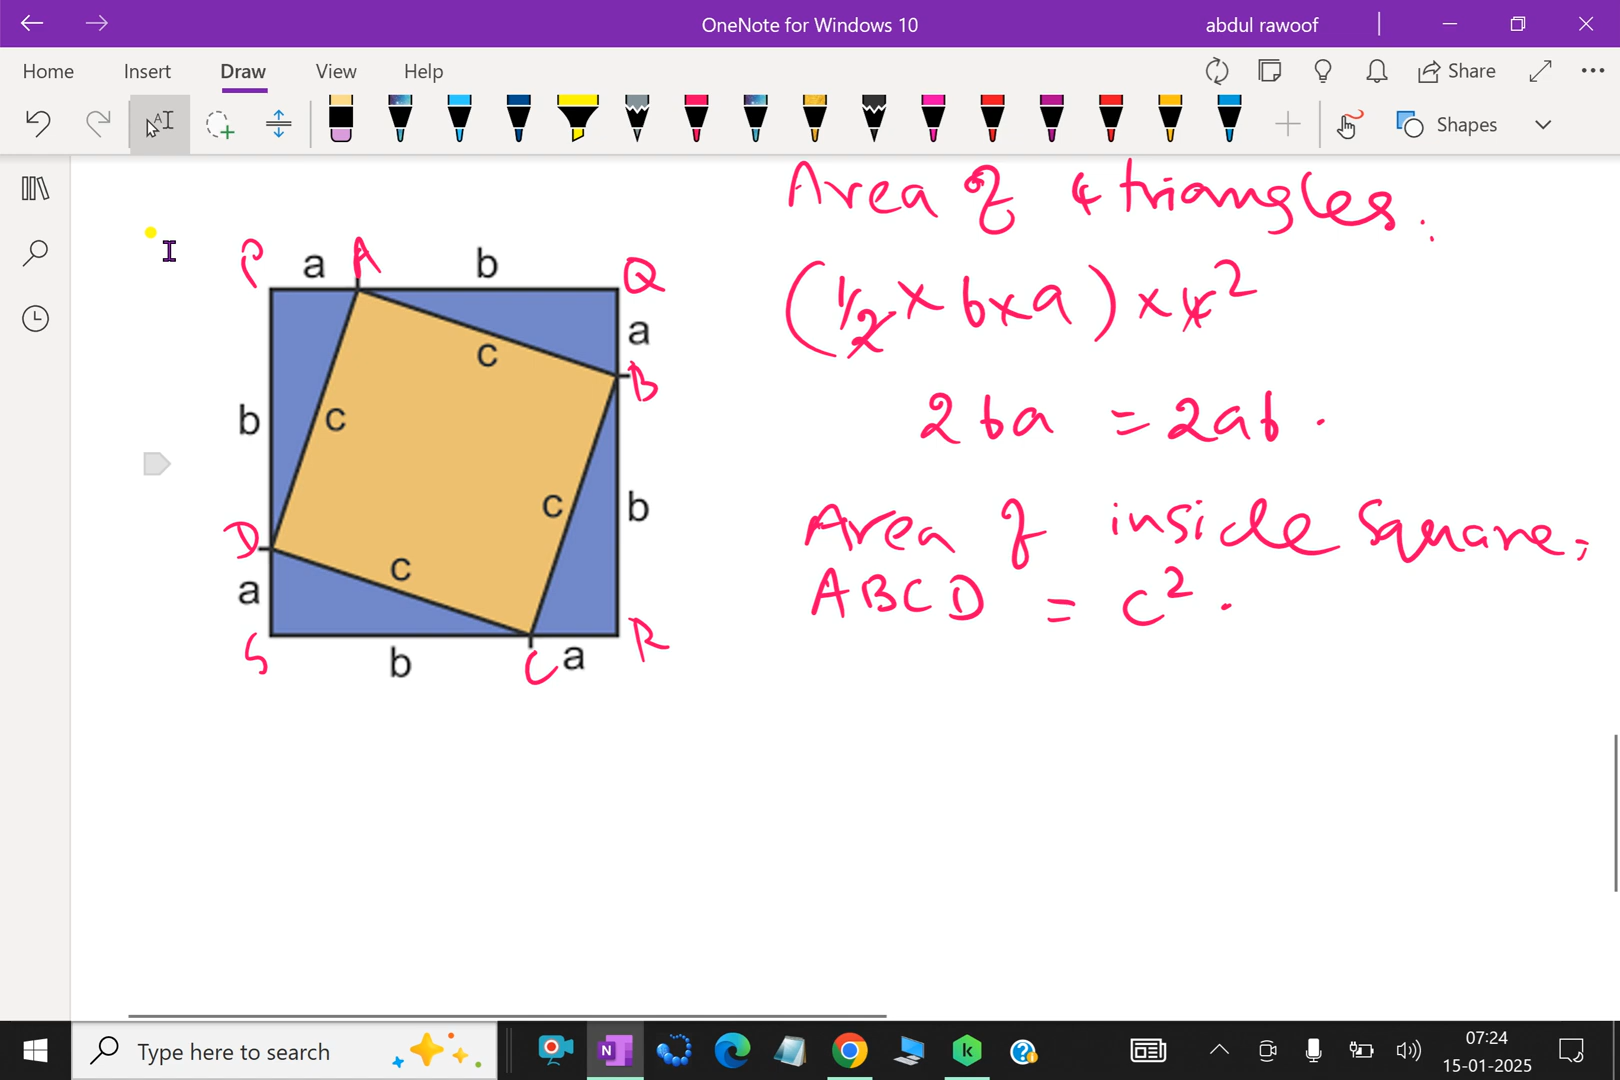 OneNote for Windows 10
abdul rawoof
Home Insert Draw View Help
Share
Shapes
Area of 4 triangles.
(1/2 × b × a) × 4 2
2ba = 2ab.
Area of inside square,
ABCD = c².
P a A b Q
a
c
B
b c
c b
D
c
a
S b C a R
Type here to search
07:24
15-01-2025